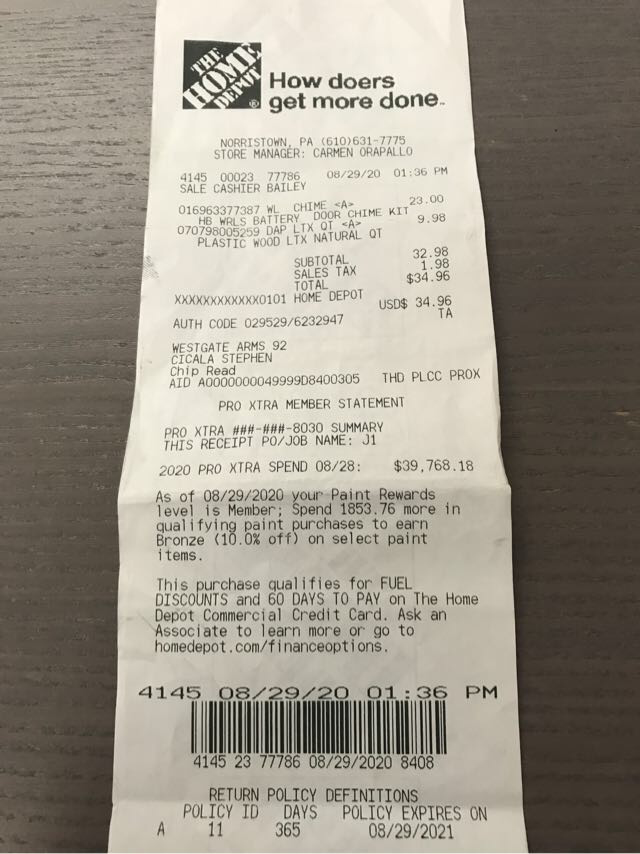 THE
HOME
DEPOT
®
How doers
get more done™
NORRISTOWN, PA (610)631-7775
STORE MANAGER: CARMEN ORAPALLO
4145 00023 77786 08/29/20 01:36 PM
SALE CASHIER BAILEY
016963377387 WL CHIME <A> 23.00
HB WRLS BATTERY DOOR CHIME KIT
070798005259 DAP LTX QT <A> 9.98
PLASTIC WOOD LTX NATURAL QT
SUBTOTAL 32.98
SALES TAX 1.98
TOTAL $34.96
XXXXXXXXXXXX0101 HOME DEPOT
USD$ 34.96
AUTH CODE 029529/6232947 TA
WESTGATE ARMS 92
CICALA STEPHEN
Chip Read
AID A0000000049999D8400305 THD PLCC PROX
PRO XTRA MEMBER STATEMENT
PRO XTRA ###-###-8030 SUMMARY
THIS RECEIPT PO/JOB NAME: J1
2020 PRO XTRA SPEND 08/28: $39,768.18
As of 08/29/2020 your Paint Rewards
level is Member; Spend 1853.76 more in
qualifying paint purchases to earn
Bronze (10.0% off) on select paint
items.
This purchase qualifies for FUEL
DISCOUNTS and 60 DAYS TO PAY on The Home
Depot Commercial Credit Card. Ask an
Associate to learn more or go to
homedepot.com/financeoptions.
4145 08/29/20 01:36 PM
4145 23 77786 08/29/2020 8408
RETURN POLICY DEFINITIONS
POLICY ID DAYS POLICY EXPIRES ON
A 11 365 08/29/2021